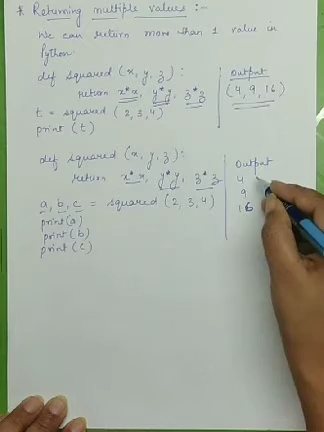 * Returning multiple values :-
We can return more than 1 value in
Python.
def squared (x, y, z) :
return x*x, y*y, z*z
t = squared (2, 3, 4)
print (t)
Output
(4, 9, 16)
def squared (x, y, z):
return x*x, y*y, z*z
a, b, c = squared (2, 3, 4)
print (a)
print (b)
print (c)
Output
4
9
16